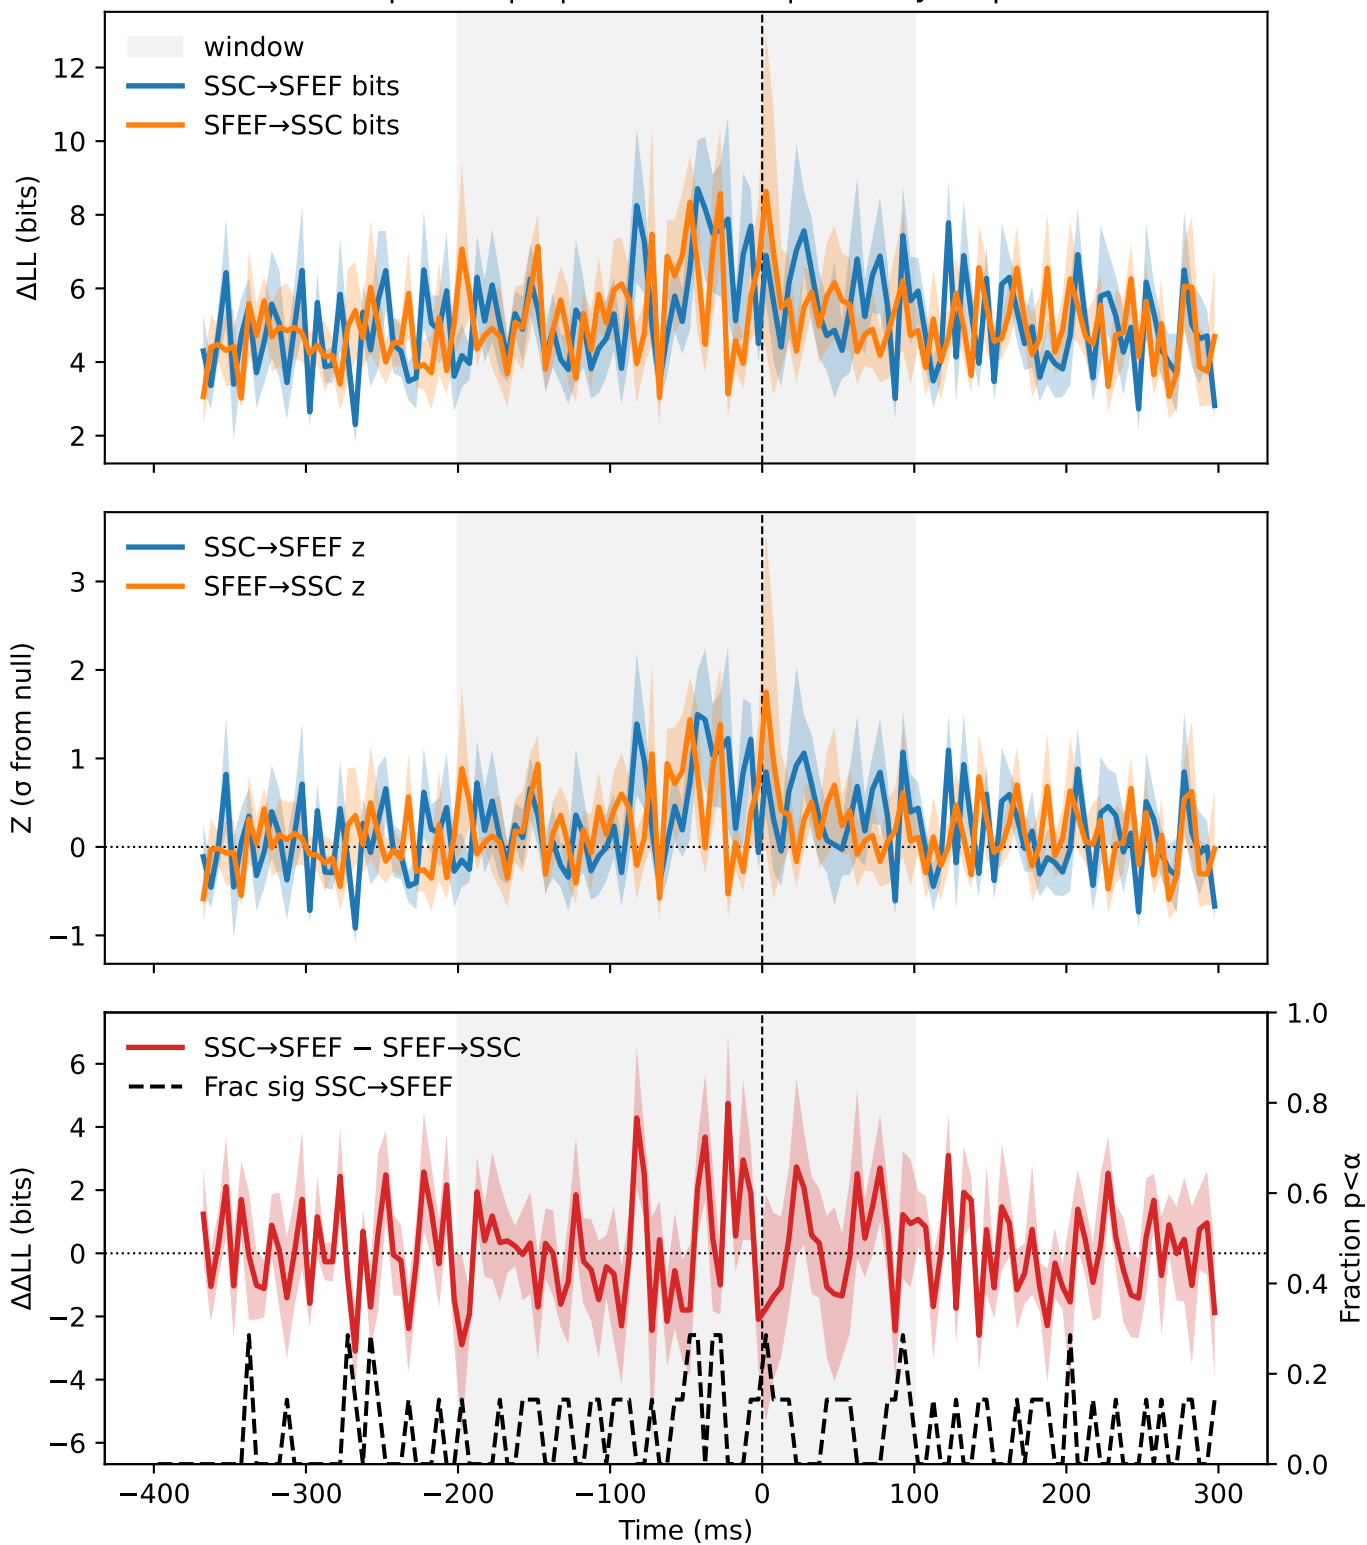 window
SSC→SFEF bits
SFEF→SSC bits
ΔLL (bits)
12
10
8
6
4
2
SSC→SFEF z
SFEF→SSC z
Z (σ from null)
3
2
1
0
−1
SSC→SFEF − SFEF→SSC
Frac sig SSC→SFEF
ΔΔLL (bits)
6
4
2
0
−2
−4
−6
1.0
0.8
0.6
0.4
0.2
0.0
Fraction p<α
−400 −300 −200 −100 0 100 200 300
Time (ms)